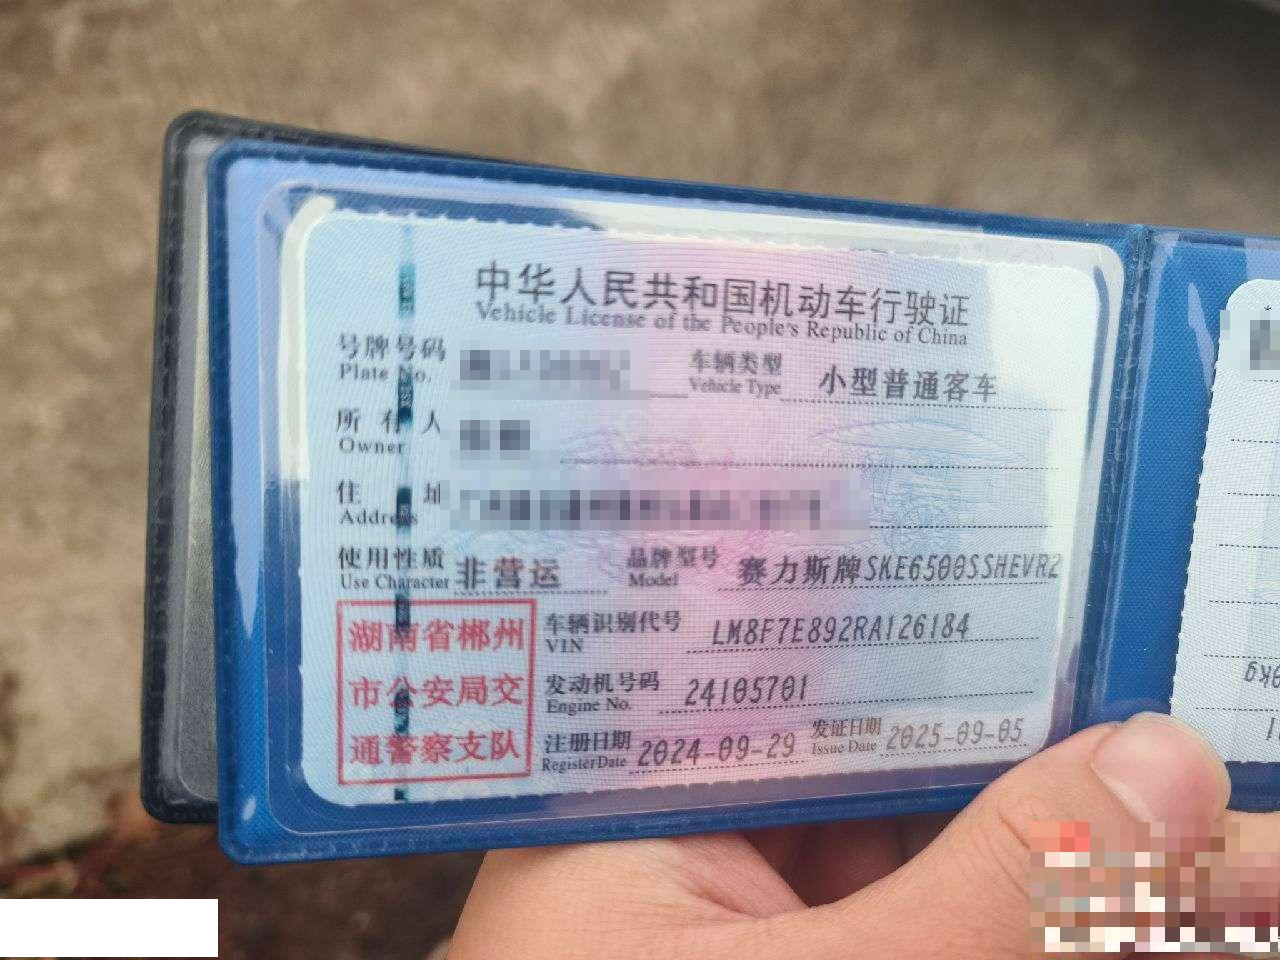 中华人民共和国机动车行驶证
Vehicle License of the People's Republic of China
号牌号码
Plate No.
车辆类型 小型普通客车
Vehicle Type
所有人
Owner
住址
Address
使用性质 非营运
Use Character
品牌型号 赛力斯牌SKE6500SSHEVR2
Model
湖南省郴州
市公安局交
通警察支队
车辆识别代号 LM8F7E892RA126184
VIN
发动机号码 24105701
Engine No.
注册日期 2024-09-29
Register Date
发证日期 2025-09-05
Issue Date